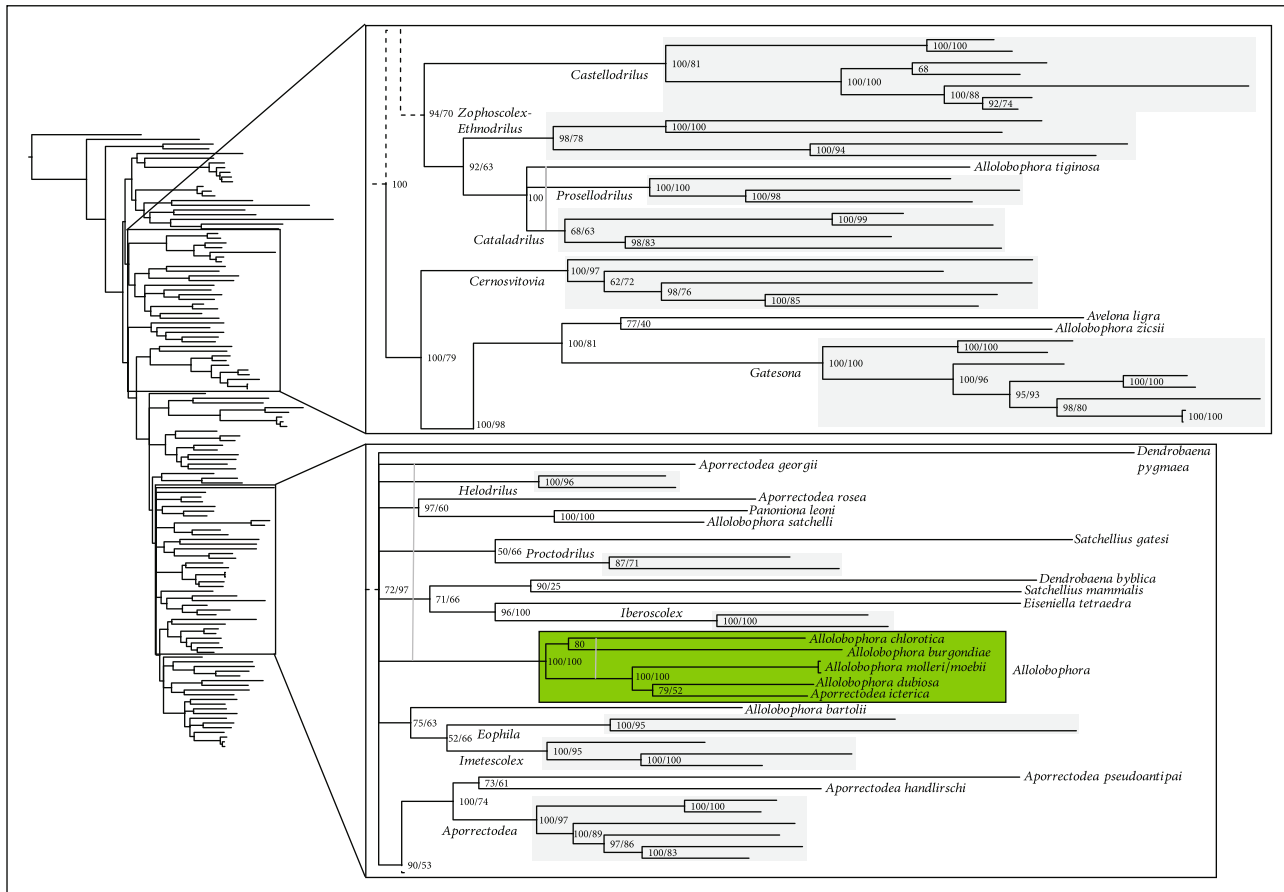 100/100
100/81
Castellodrilus
68
100/100
100/88
92/74
94/70
Zophoscolex-
Ethnodrilus
100/100
98/78
100/94
92/63
Allolobophora tiginosa
100
100/100
Prosellodrilus
100
100/98
100/99
68/63
Cataladrilus
98/83
100/97
Cernosvitovia
62/72
98/76
100/85
Avelona ligra
77/40
Allolobophora zicsii
100/81
100/79
100/100
100/100
Gatesona
100/96
100/100
95/93
98/80
100/100
100/98
Dendrobaena
pygmaea
Aporrectodea georgii
100/96
Helodrilus
Aporrectodea rosea
97/60
Panoniona leoni
100/100
Allolobophora satchelli
Satchellius gatesi
50/66
Proctodrilus
87/71
Dendrobaena byblica
90/25
72/97
Satchellius mammalis
71/66
Eiseniella tetraedra
96/100
Iberoscolex
100/100
Allolobophora chlorotica
80
Allolobophora burgondiae
100/100
Allolobophora molleri/moebii
Allolobophora
100/100
Allolobophora dubiosa
79/52
Aporrectodea icterica
Allolobophora bartolii
75/63
100/95
52/66
Eophila
100/95
Imetescolex
100/100
Aporrectodea pseudoantipai
73/61
Aporrectodea handlirschi
100/74
100/100
100/97
Aporrectodea
100/89
97/86
100/83
90/53